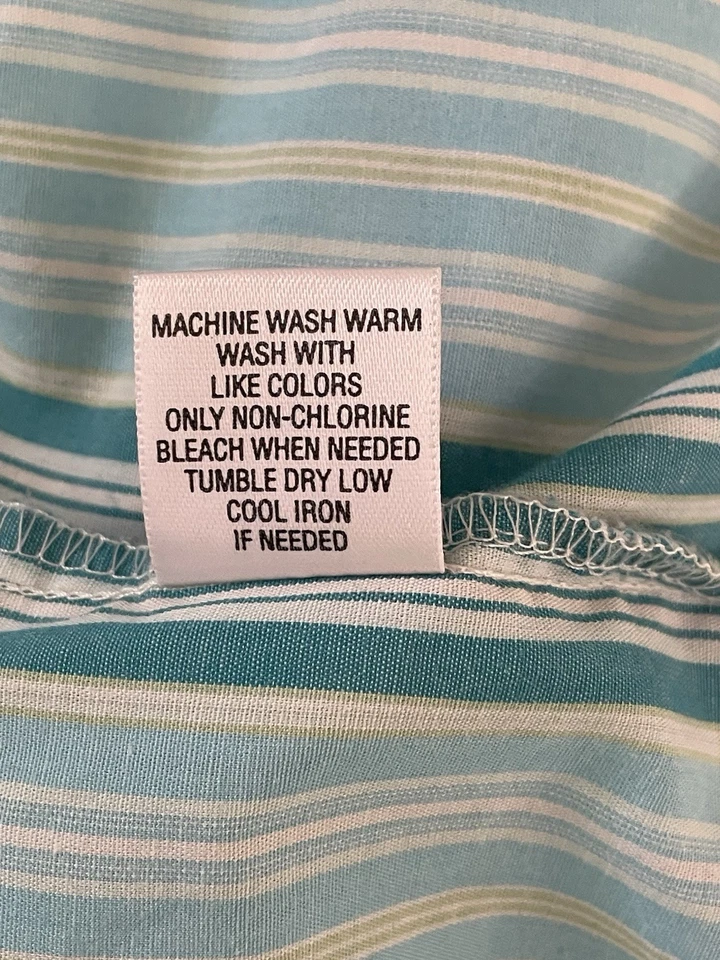 MACHINE WASH WARM
WASH WITH
LIKE COLORS
ONLY NON-CHLORINE
BLEACH WHEN NEEDED
TUMBLE DRY LOW
COOL IRON
IF NEEDED